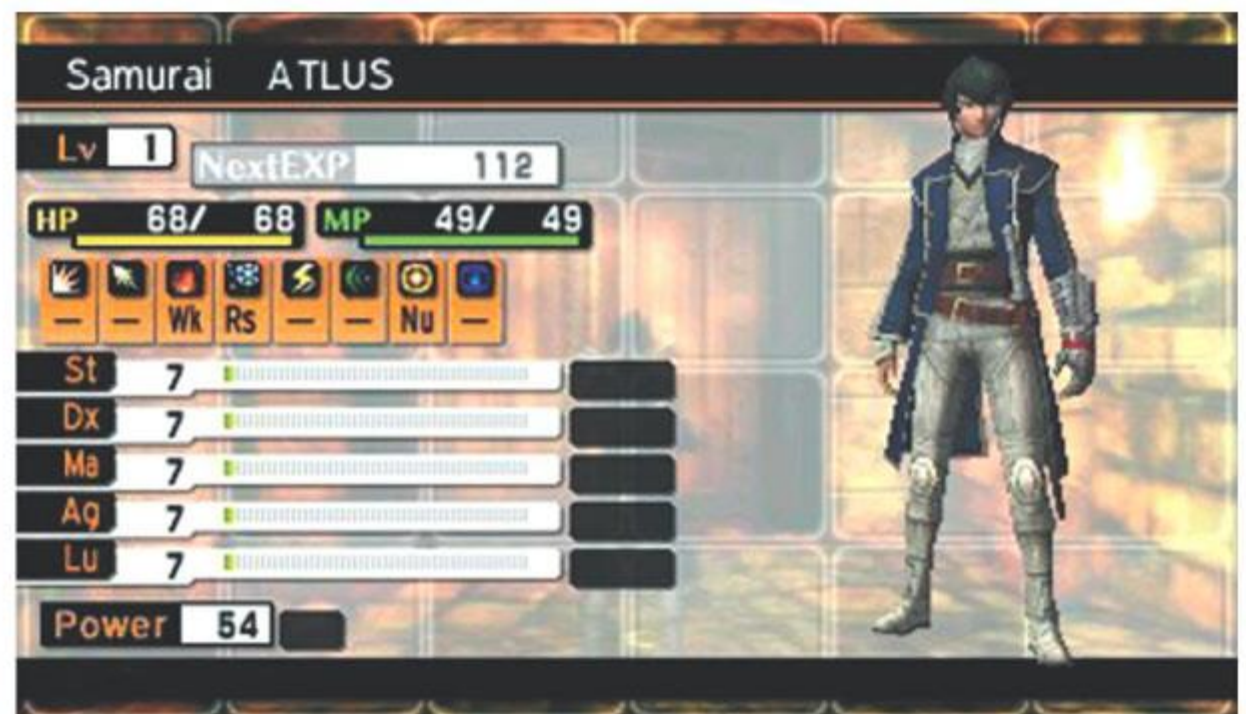 Samurai ATLUS
Lv 1 NextEXP 112
HP 68/ 68 MP 49/ 49
— — Wk Rs — — Nu —
St 7
Dx 7
Ma 7
Ag 7
Lu 7
Power 54